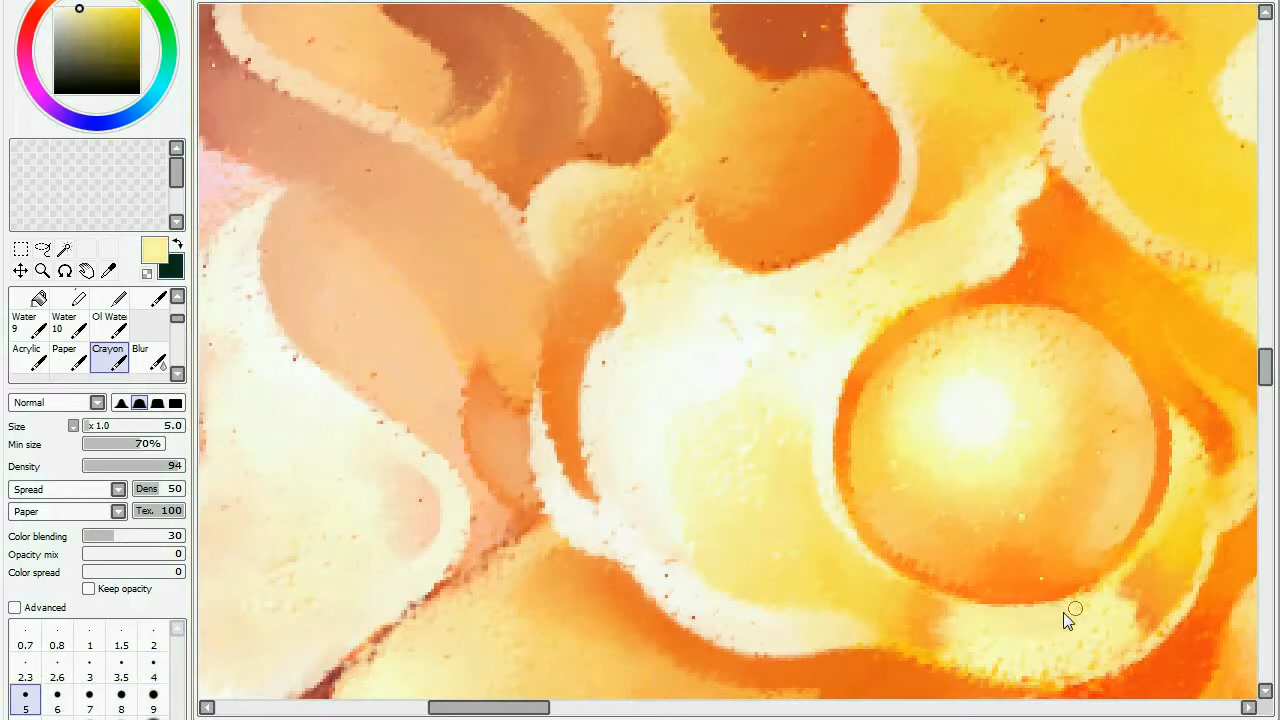 Water
9
Water
10
Ol Wate
Acrylic
Paper
Crayon
Blur
Normal
Size x 1.0 5.0
Min size 70%
Density 94
Spread Dens 50
Paper Tex. 100
Color blending 30
Opacity mix 0
Color spread 0
Keep opacity
Advanced
0.7 0.8 1 1.5 2
2.3 2.6 3 3.5 4
5 6 7 8 9